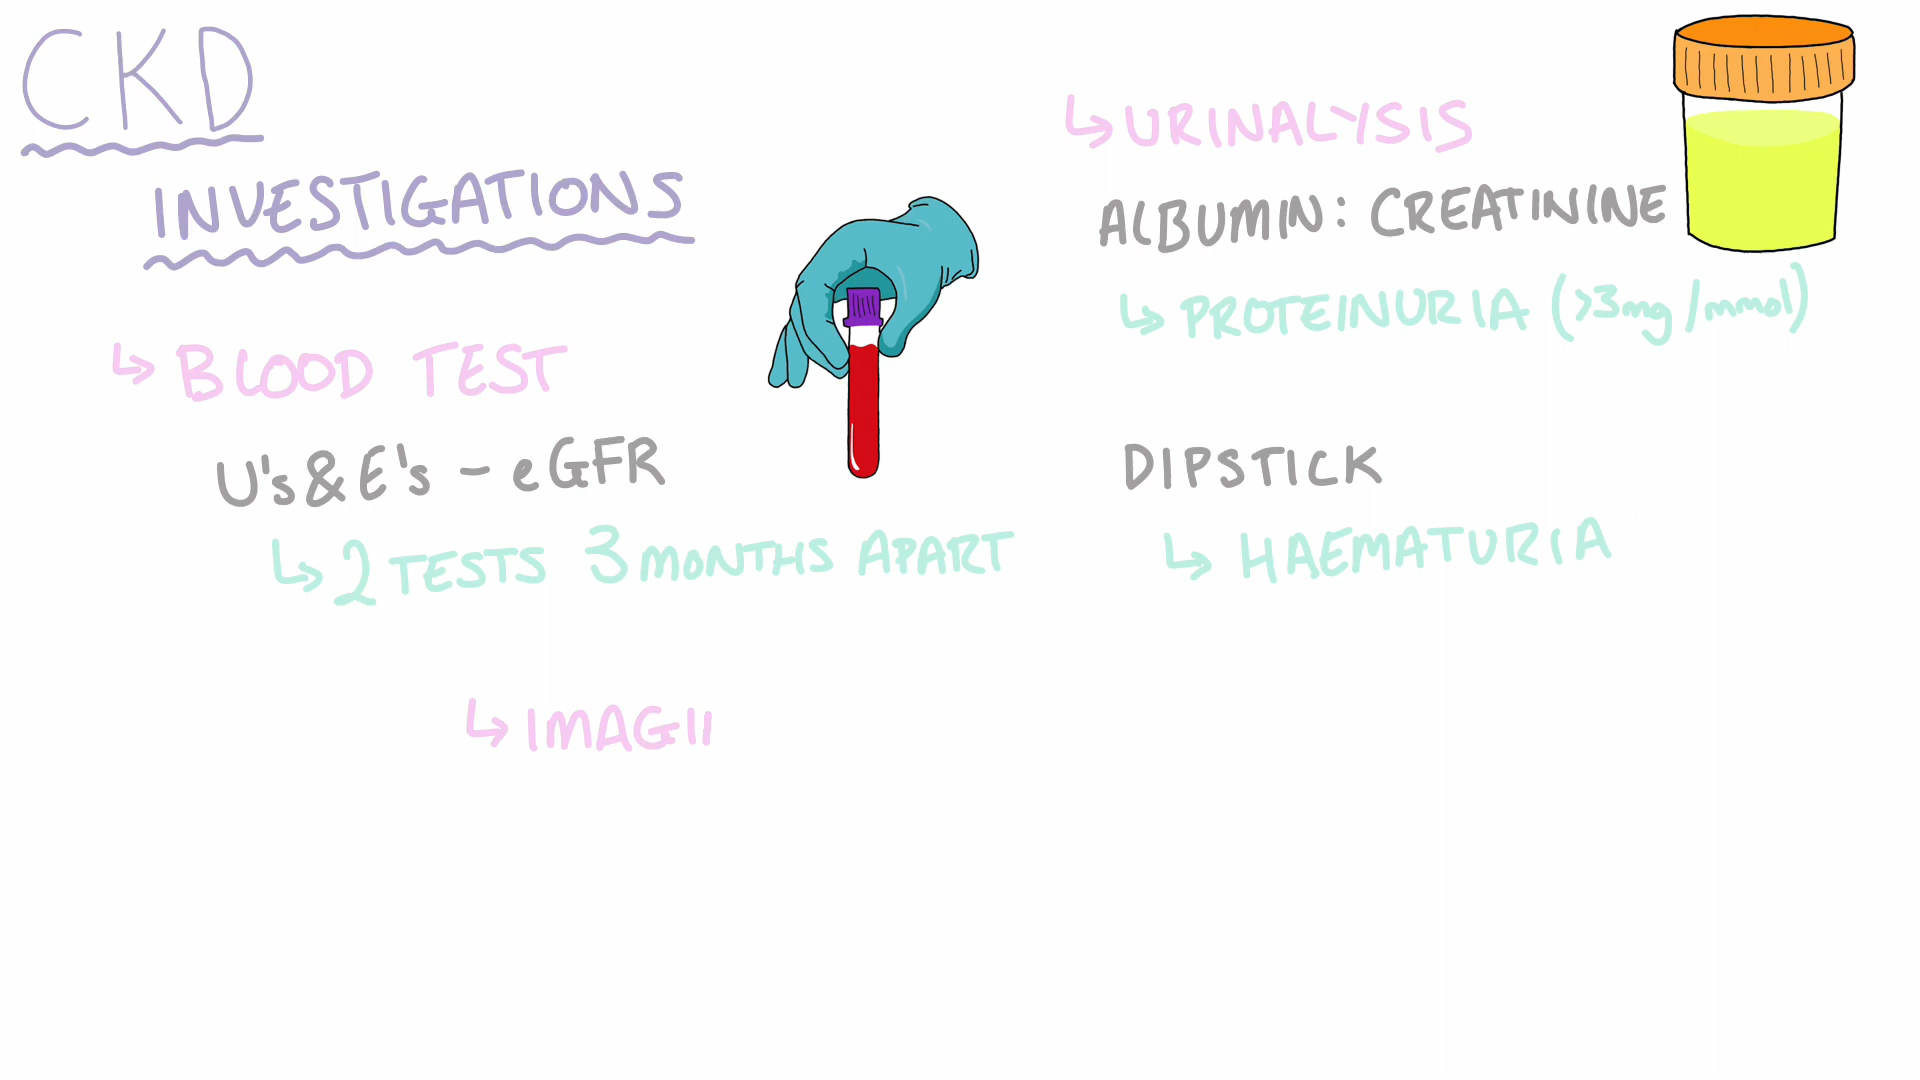 CKD
INVESTIGATIONS
↳ BLOOD TEST
U's & E's - eGFR
↳ 2 TESTS 3 MONTHS APART
↳ URINALYSIS
ALBUMIN: CREATININE
↳ PROTEINURIA (>3mg/mmol)
DIPSTICK
↳ HAEMATURIA
↳ IMAGII